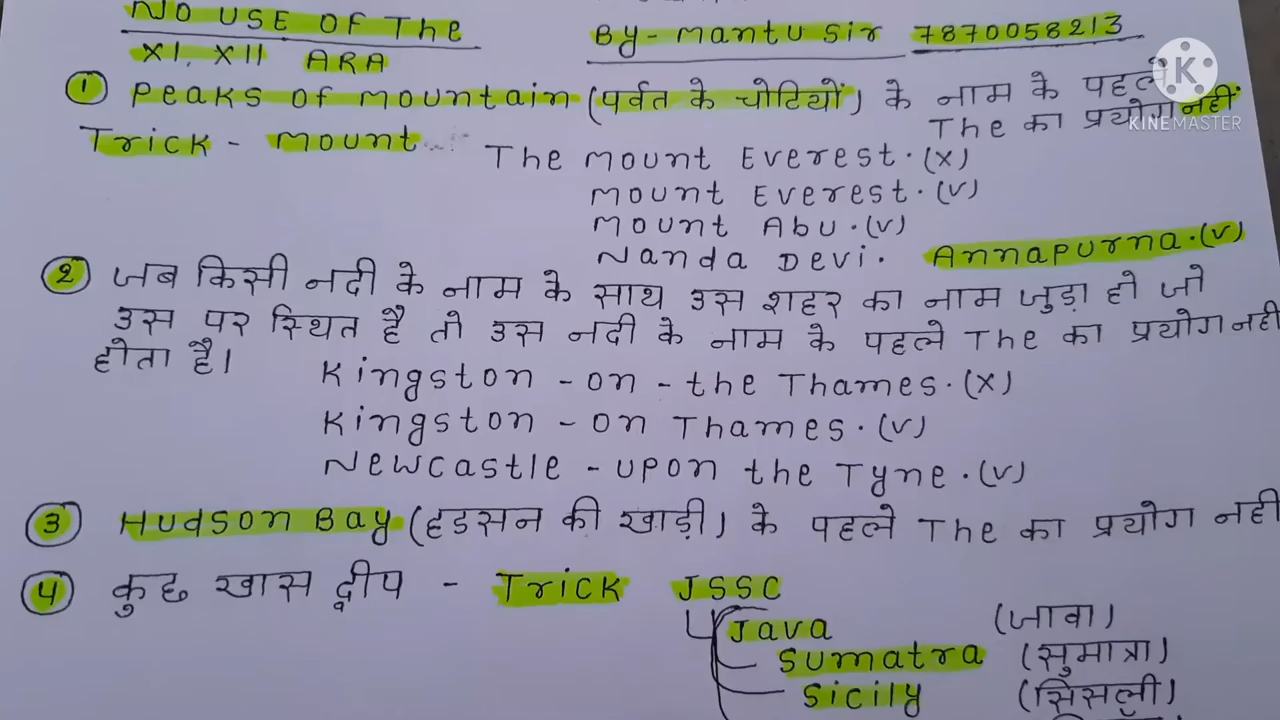 NO USE OF The
XI, XII ARA
By- Mantu Sir 7870058213
① Peaks of Mountain (पर्वत के चोटियों) के नाम के पहले
The का प्रयोग नहीं
KINEMASTER
Trick - Mount
The Mount Everest. (x)
Mount Everest. (v)
Mount Abu. (v)
Nanda Devi. Annapurna. (v)
② जब किसी नदी के नाम के साथ उस शहर का नाम जुड़ा हो जो
उस पर स्थित है तो उस नदी के नाम के पहले The का प्रयोग नही
होता है।
Kingston - on - the Thames. (x)
Kingston - on Thames. (v)
Newcastle - upon the Tyne. (v)
③ Hudson Bay (हडसन की खाड़ी) के पहले The का प्रयोग नही
④ कुछ खास द्वीप - Trick JSSC
Java (जावा)
Sumatra (सुमात्रा)
Sicily (सिसली)